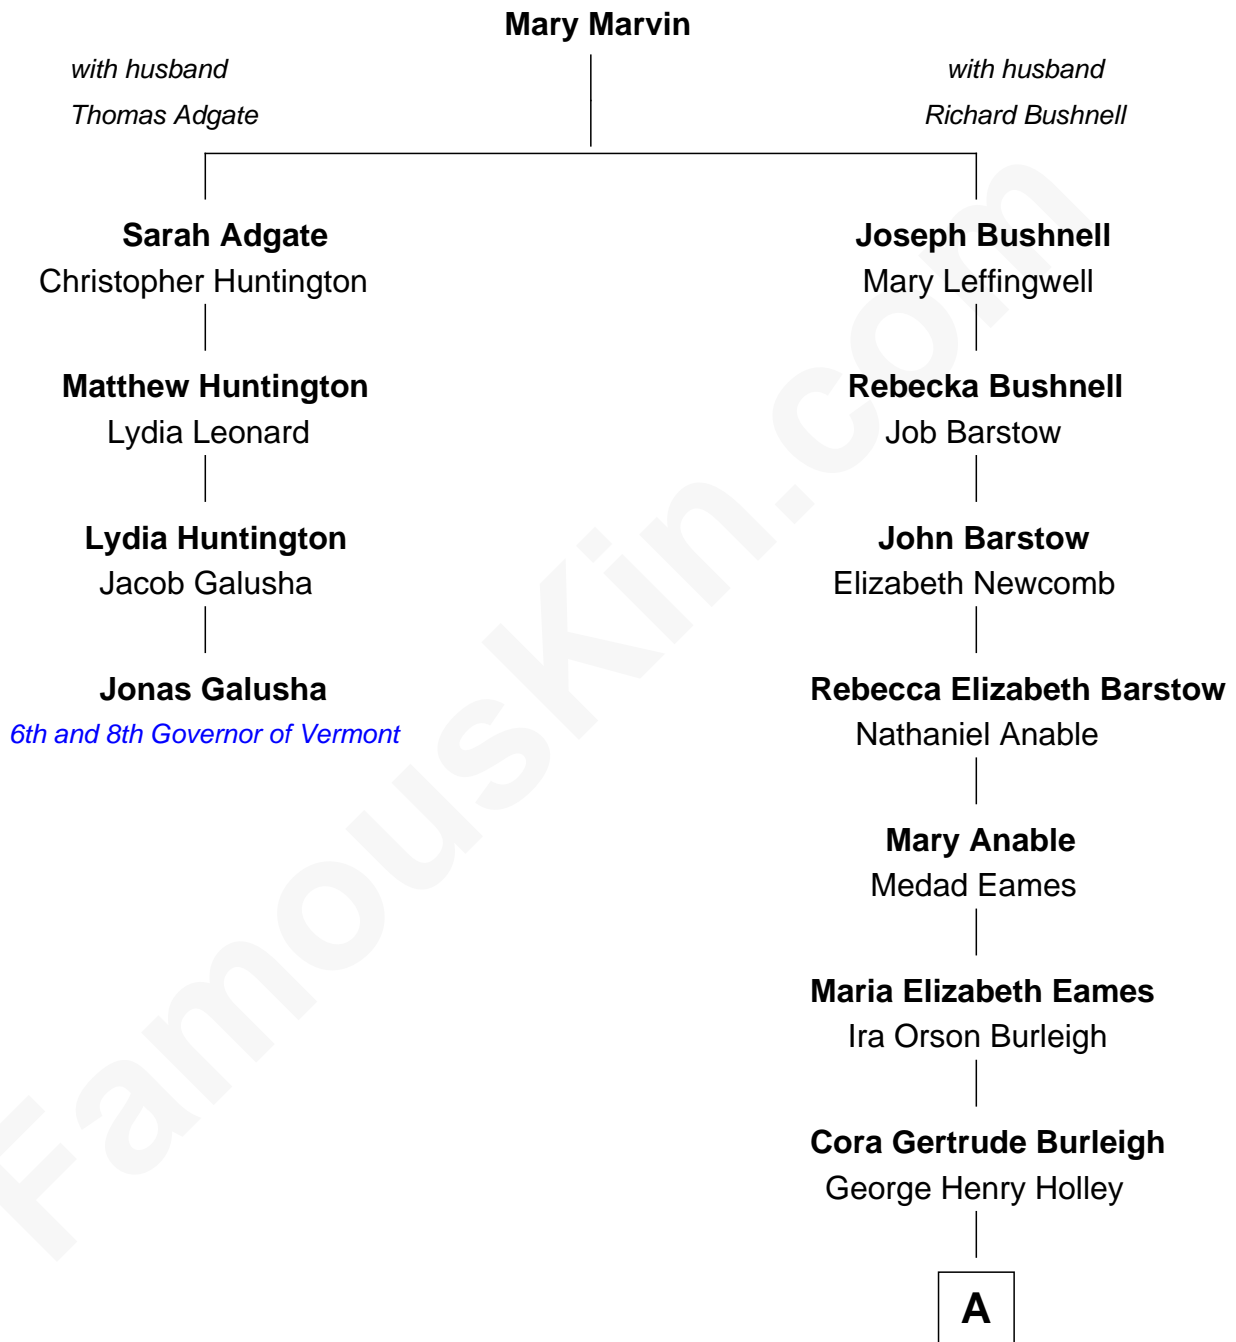 Mary Marvin
with husband
Thomas Adgate
with husband
Richard Bushnell
Sarah Adgate
Christopher Huntington
Matthew Huntington
Lydia Leonard
Lydia Huntington
Jacob Galusha
Jonas Galusha
6th and 8th Governor of Vermont
Joseph Bushnell
Mary Leffingwell
Rebecka Bushnell
Job Barstow
John Barstow
Elizabeth Newcomb
Rebecca Elizabeth Barstow
Nathaniel Anable
Mary Anable
Medad Eames
Maria Elizabeth Eames
Ira Orson Burleigh
Cora Gertrude Burleigh
George Henry Holley
A
FamousKin.com